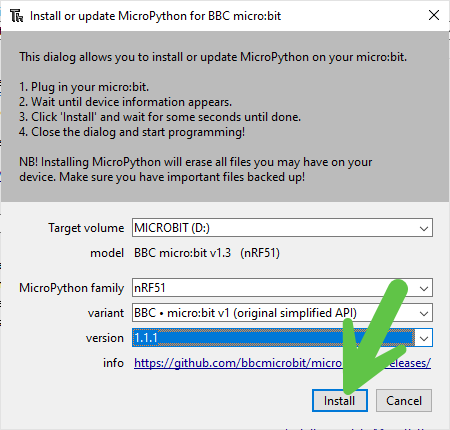 Install or update MicroPython for BBC micro:bit
This dialog allows you to install or update MicroPython on your micro:bit.
1. Plug in your micro:bit.
2. Wait until device information appears.
3. Click 'Install' and wait for some seconds until done.
4. Close the dialog and start programming!
NB! Installing MicroPython will erase all files you may have on your
device. Make sure you have important files backed up!
Target volume MICROBIT (D:)
model BBC micro:bit v1.3 (nRF51)
MicroPython family nRF51
variant BBC • micro:bit v1 (original simplified API)
version 1.1.1
info https://github.com/bbcmicrobit/micro releases/
Install Cancel